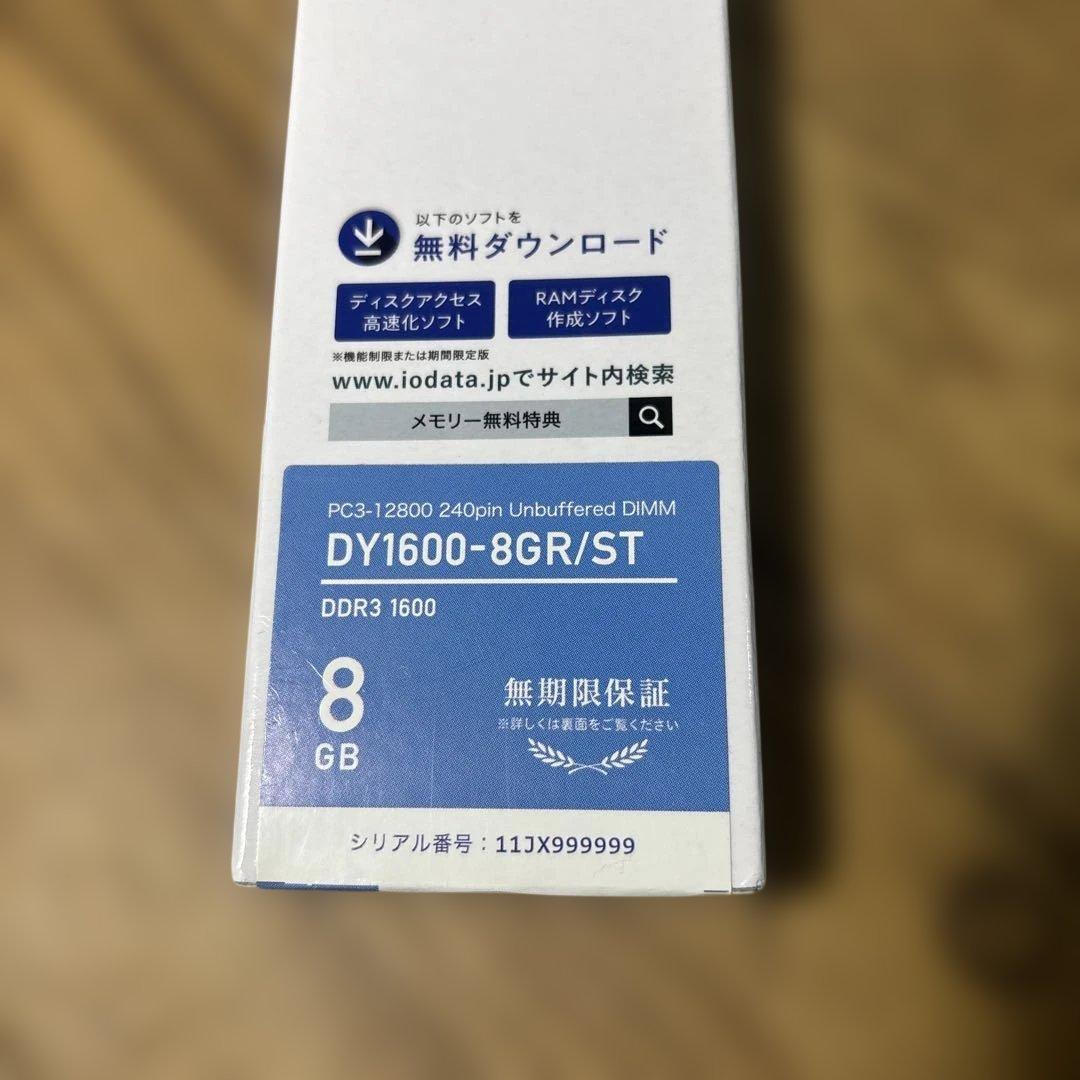 以下のソフトを
無料ダウンロード
ディスクアクセス
高速化ソフト
RAMディスク
作成ソフト
※機能制限または期間限定版
www.iodata.jpでサイト内検索
メモリー無料特典
PC3-12800 240pin Unbuffered DIMM
DY1600-8GR/ST
DDR3 1600
8
GB
無期限保証
※詳しくは裏面をご覧ください
シリアル番号：11JX999999